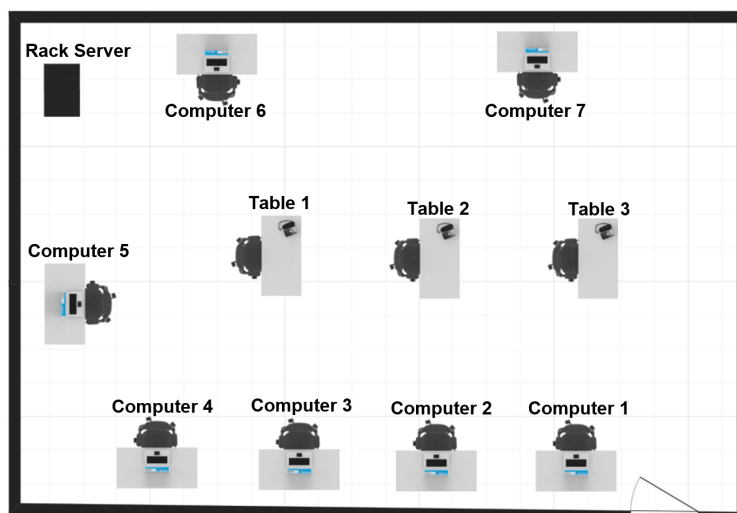 Rack Server
Computer 6
Computer 7
Table 1
Table 2
Table 3
Computer 5
Computer 4
Computer 3
Computer 2
Computer 1